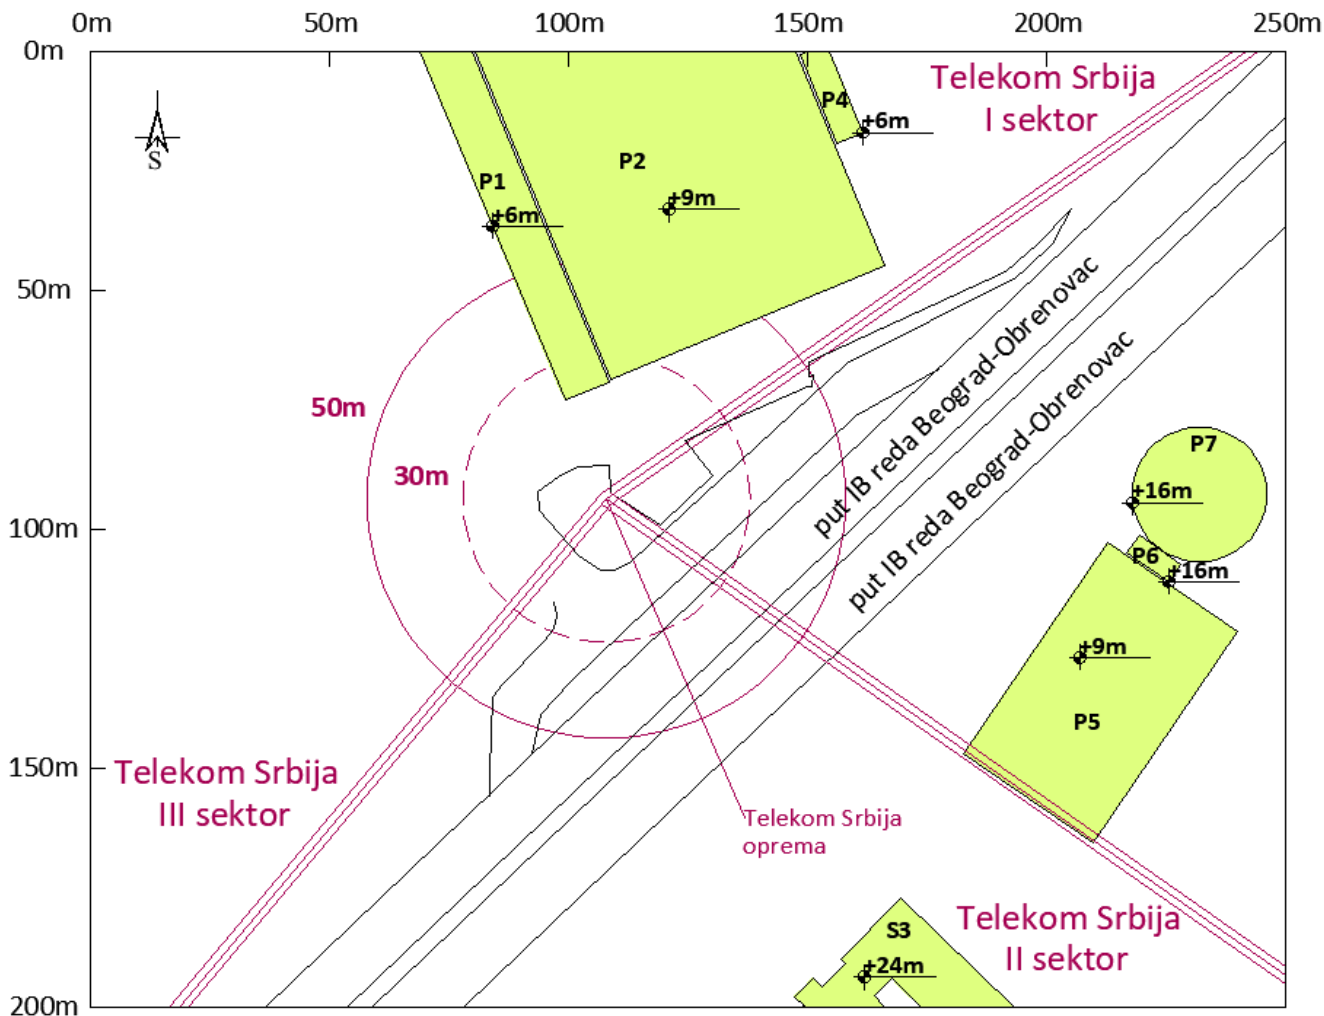 0m 50m 100m 150m 200m 250m
0m
Telekom Srbija
I sektor
P4
+6m
S
P2
P1
+9m
+6m
50m
put IB reda Beograd-Obrenovac
put IB reda Beograd-Obrenovac
50m
30m
P7
+16m
100m
P6
+16m
+9m
P5
150m
Telekom Srbija
III sektor
Telekom Srbija
oprema
Telekom Srbija
II sektor
S3
+24m
200m